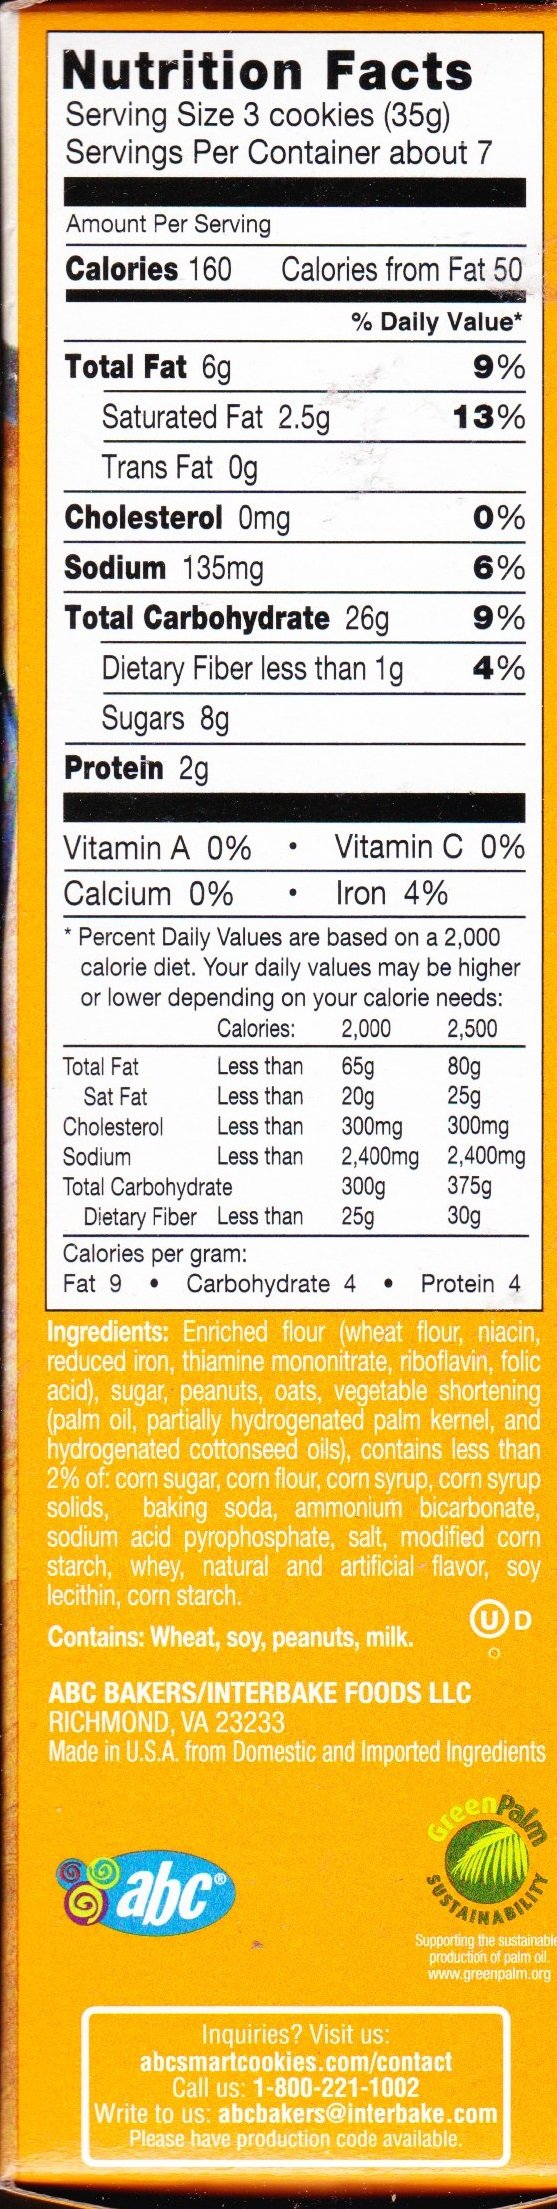 Nutrition Facts
Serving Size 3 cookies (35g)
Servings Per Container about 7
Amount Per Serving
Calories 160 Calories from Fat 50
% Daily Value*
Total Fat 6g 9%
Saturated Fat 2.5g 13%
Trans Fat 0g
Cholesterol 0mg 0%
Sodium 135mg 6%
Total Carbohydrate 26g 9%
Dietary Fiber less than 1g 4%
Sugars 8g
Protein 2g
Vitamin A 0% • Vitamin C 0%
Calcium 0% • Iron 4%
* Percent Daily Values are based on a 2,000
calorie diet. Your daily values may be higher
or lower depending on your calorie needs:
Calories: 2,000 2,500
Total Fat Less than 65g 80g
Sat Fat Less than 20g 25g
Cholesterol Less than 300mg 300mg
Sodium Less than 2,400mg 2,400mg
Total Carbohydrate 300g 375g
Dietary Fiber Less than 25g 30g
Calories per gram:
Fat 9 • Carbohydrate 4 • Protein 4
Ingredients: Enriched flour (wheat flour, niacin,
reduced iron, thiamine mononitrate, riboflavin, folic
acid), sugar, peanuts, oats, vegetable shortening
(palm oil, partially hydrogenated palm kernel, and
hydrogenated cottonseed oils), contains less than
2% of: corn sugar, corn flour, corn syrup, corn syrup
solids, baking soda, ammonium bicarbonate,
sodium acid pyrophosphate, salt, modified corn
starch, whey, natural and artificial flavor, soy
lecithin, corn starch.
Ⓤ D
Contains: Wheat, soy, peanuts, milk.
ABC BAKERS/INTERBAKE FOODS LLC
RICHMOND, VA 23233
Made in U.S.A. from Domestic and Imported Ingredients
abc®
GreenPalm
SUSTAINABILITY
Supporting the sustainable
production of palm oil.
www.greenpalm.org
Inquiries? Visit us:
abcsmartcookies.com/contact
Call us: 1-800-221-1002
Write to us: abcbakers@interbake.com
Please have production code available.